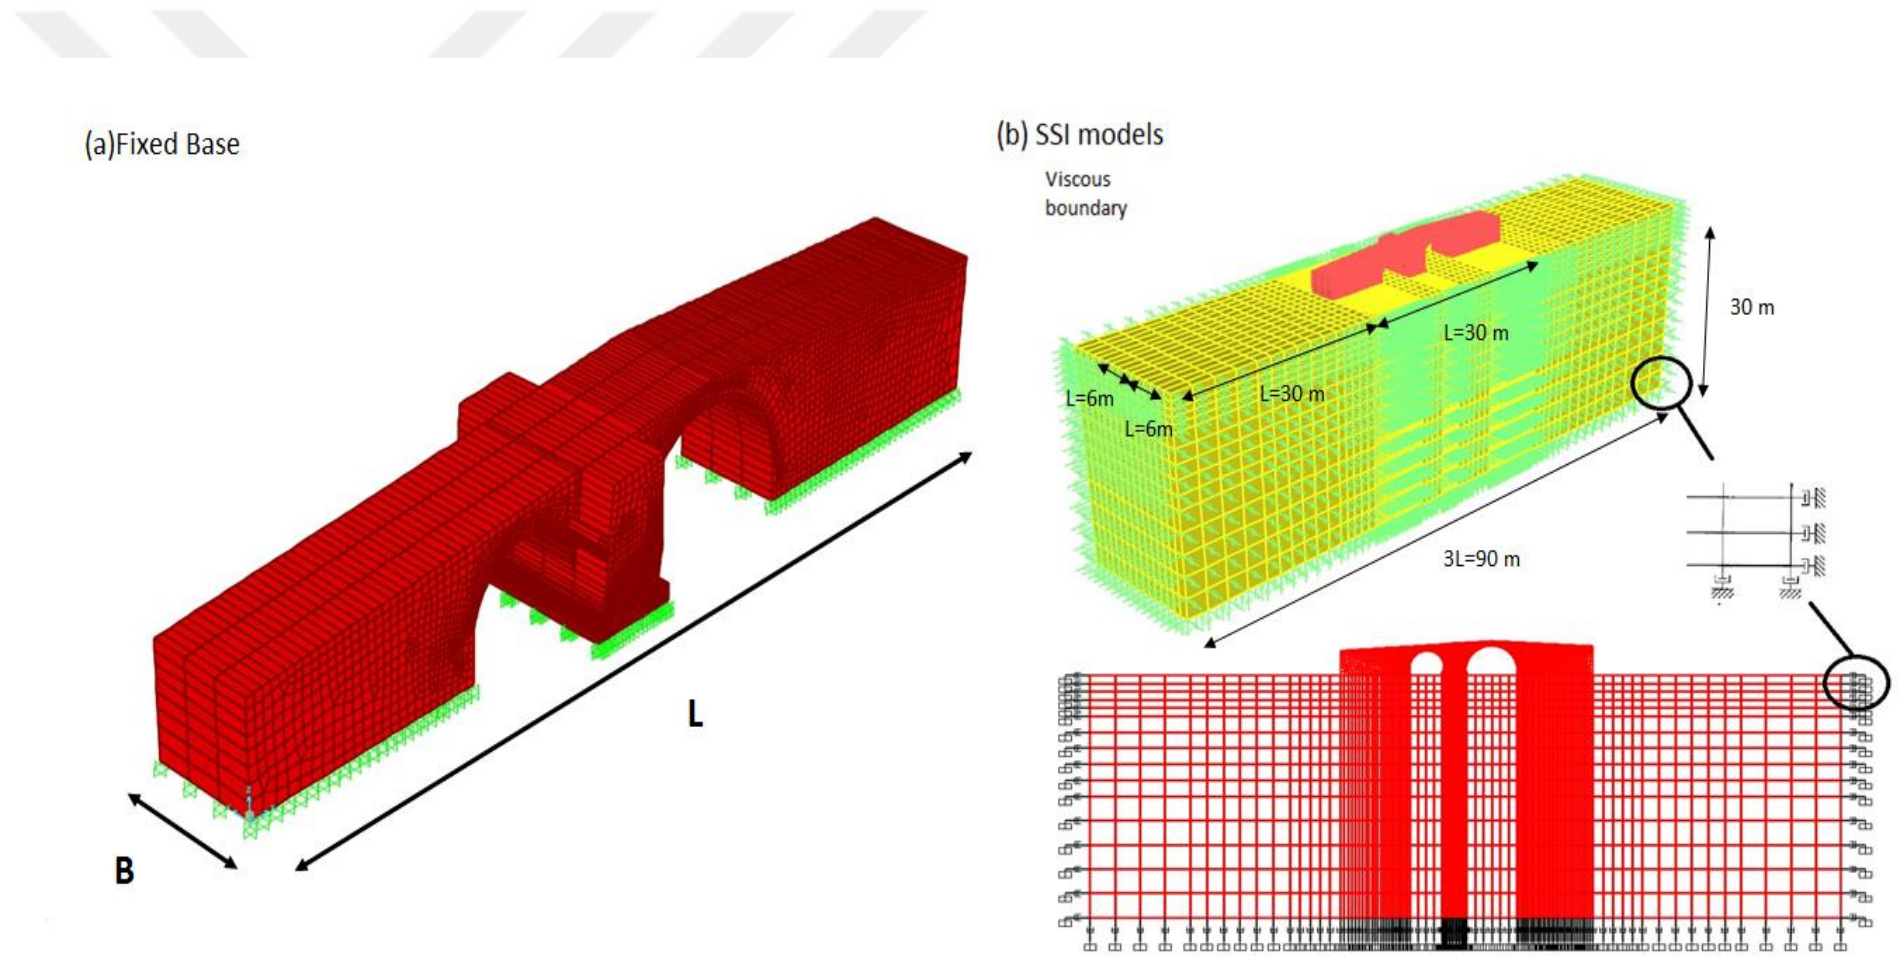 (a)Fixed Base
B
L
(b) SSI models
Viscous
boundary
30 m
L=30 m
L=30 m
L=6m
L=6m
3L=90 m